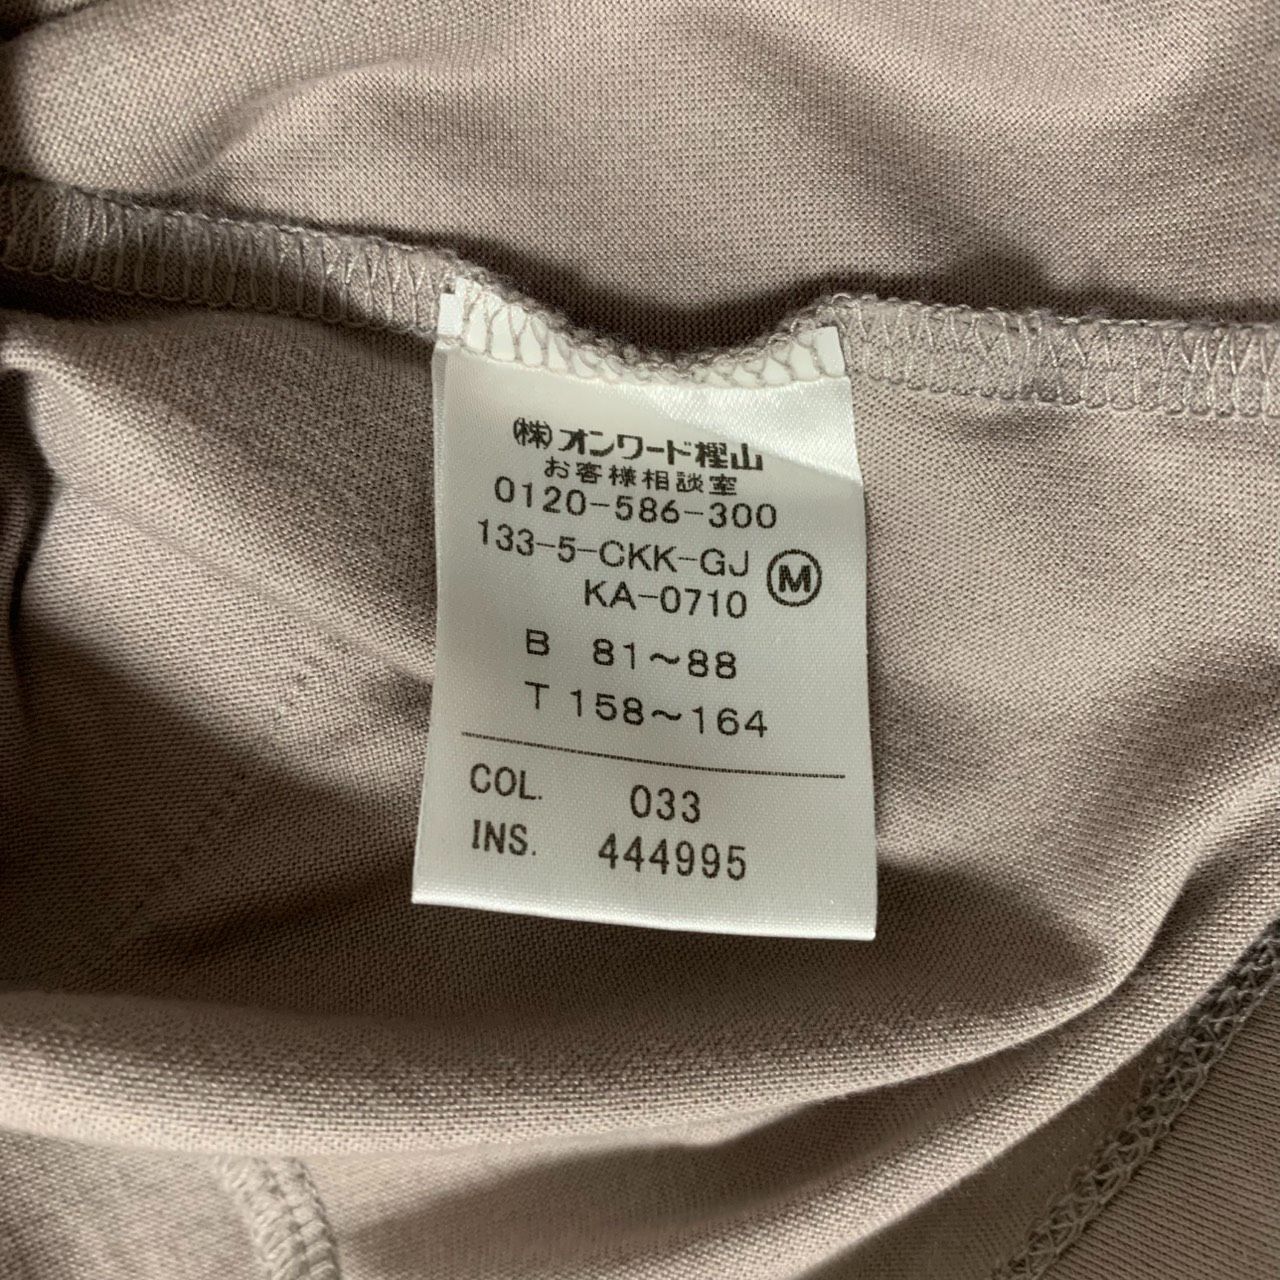 (株)オンワード樫山
お客様相談室
0120-586-300
133-5-CKK-GJ
KA-0710
M
B 81~88
T 158~164
COL. 033
INS. 444995